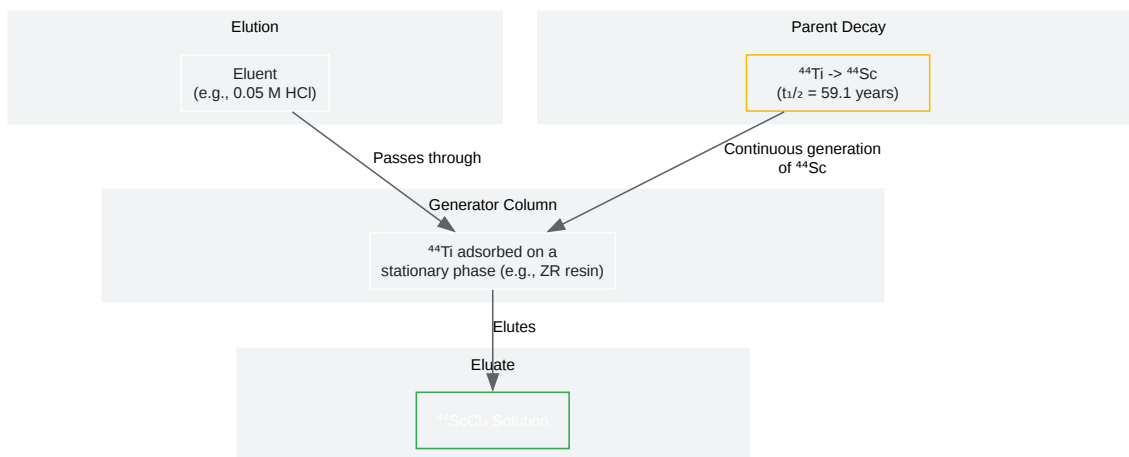 Elution
Parent Decay
Eluent
(e.g., 0.05 M HCl)
⁴⁴Ti -> ⁴⁴Sc
(t₁/₂ = 59.1 years)
Passes through
Continuous generation
of ⁴⁴Sc
Generator Column
⁴⁴Ti adsorbed on a
stationary phase (e.g., ZR resin)
Elutes
Eluate
⁴⁴ScCl₃ Solution